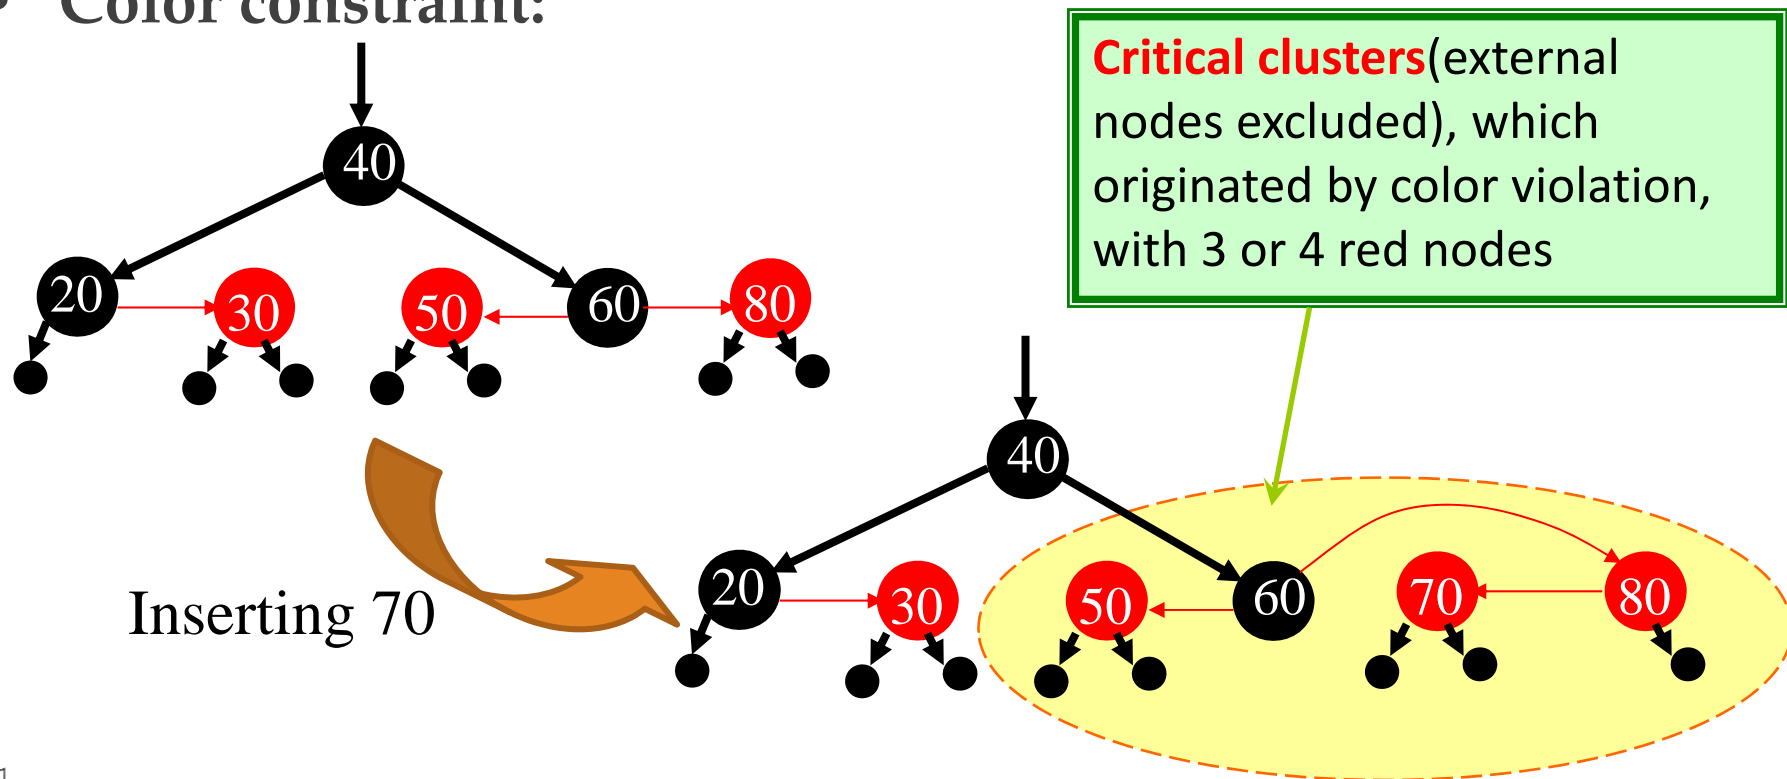 Color constraint:
Critical clusters(external
nodes excluded), which
originated by color violation,
with 3 or 4 red nodes
40
20 30 50 60 80
40
Inserting 70
20 30 50 60 70 80
1